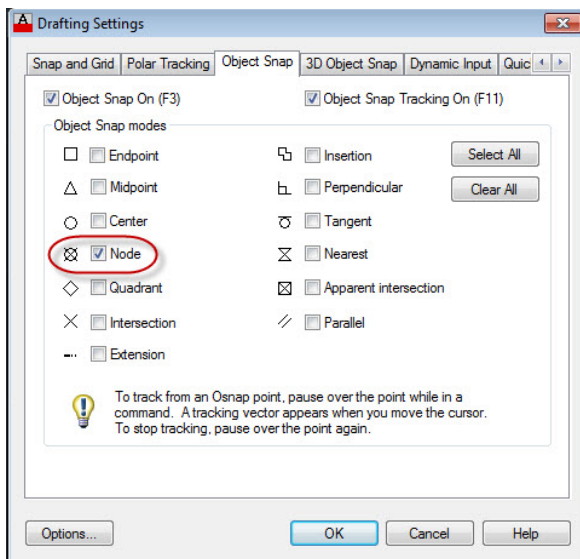 Drafting Settings
Snap and Grid Polar Tracking Object Snap 3D Object Snap Dynamic Input Quic
Object Snap On (F3) Object Snap Tracking On (F11)
Object Snap modes
Endpoint Insertion Select All
Midpoint Perpendicular Clear All
Center Tangent
Node Nearest
Quadrant Apparent intersection
Intersection Parallel
Extension
To track from an Osnap point, pause over the point while in a
command. A tracking vector appears when you move the cursor.
To stop tracking, pause over the point again.
Options... OK Cancel Help